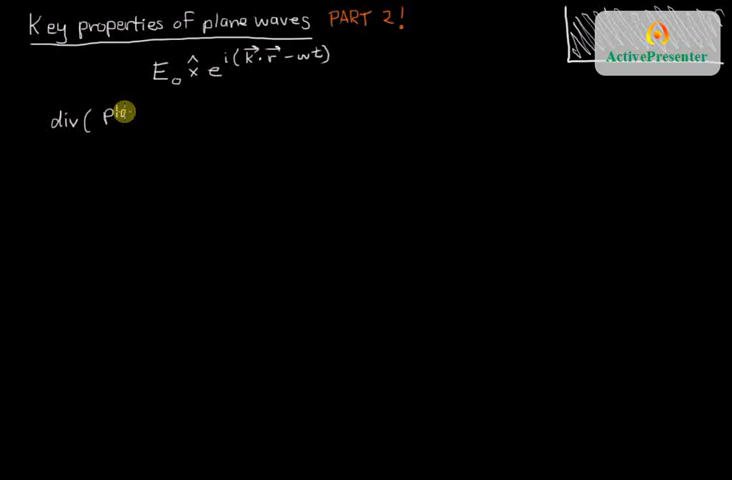 Key properties of plane waves PART 2!
E₀ x̂ e^{i(k⃗·r⃗ - ωt)}
div(
ActivePresenter